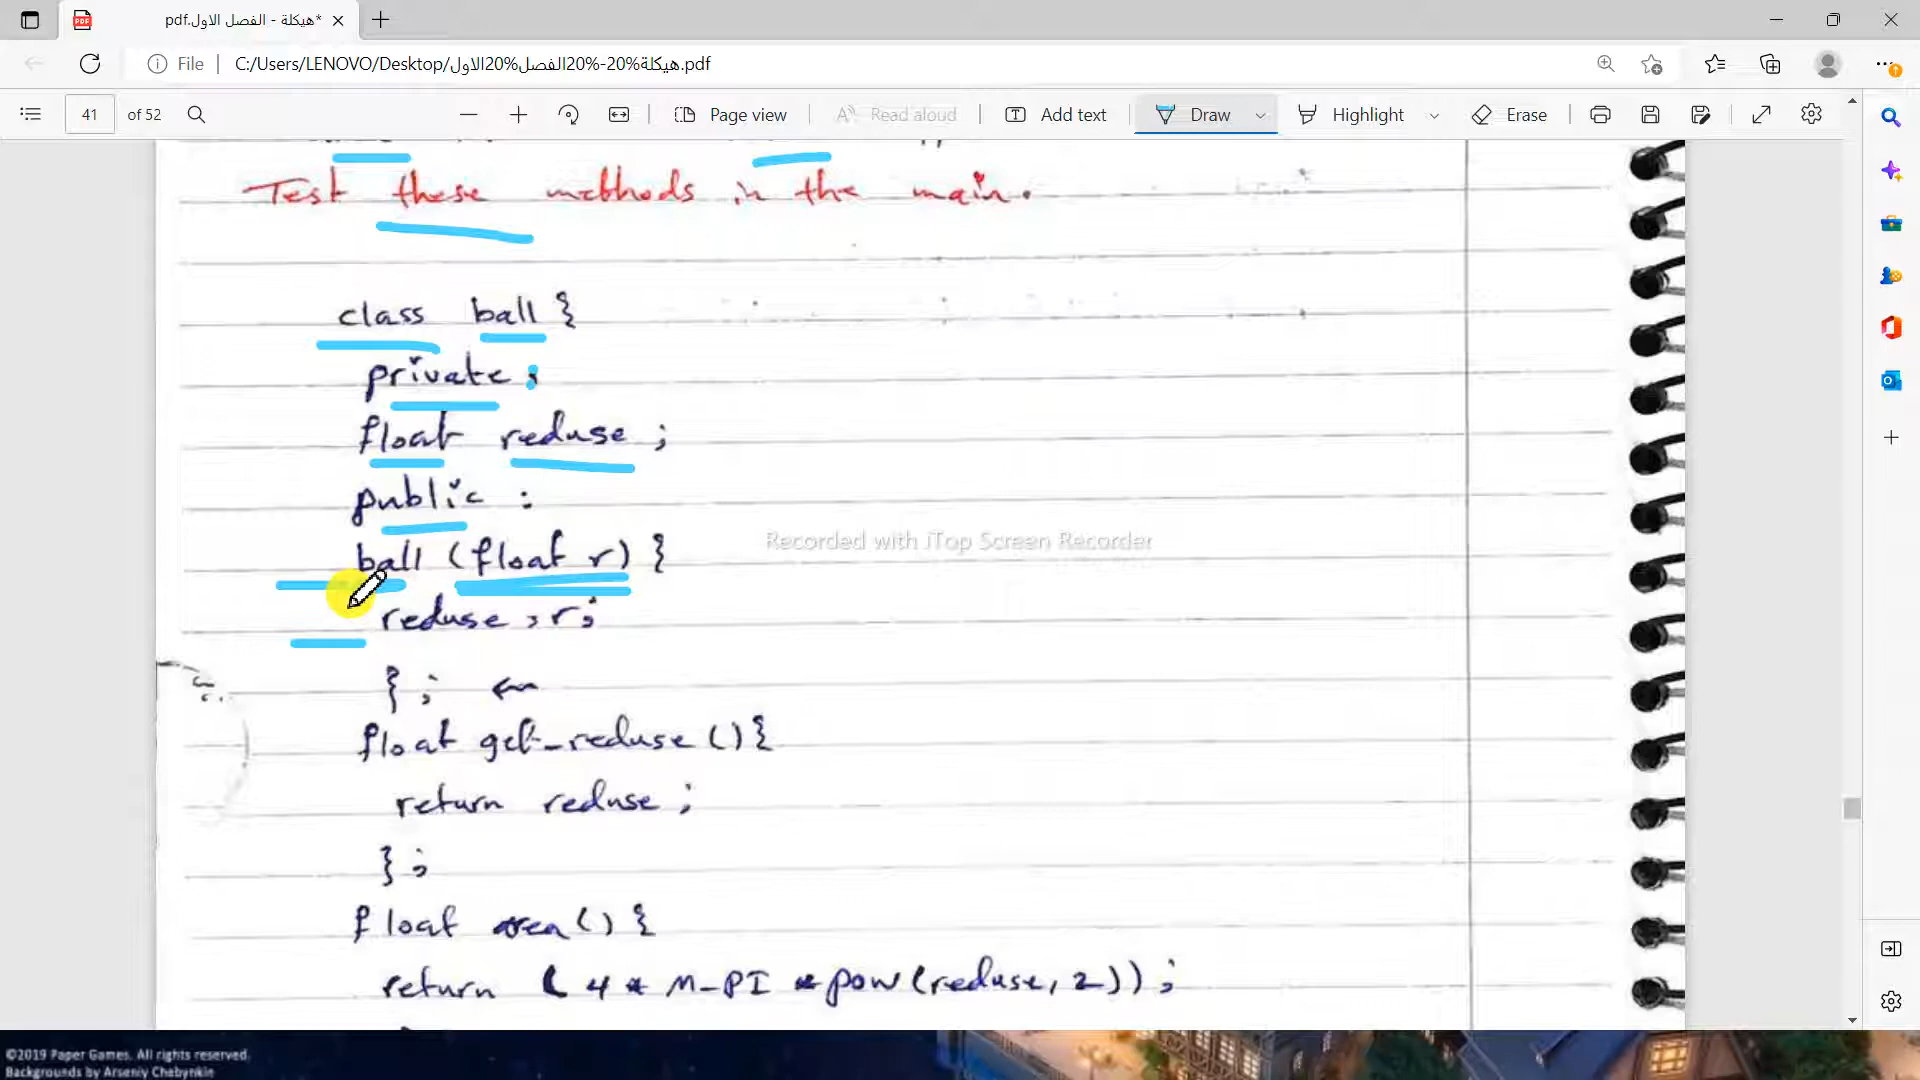 *هيكلة - الفصل الاول.pdf
File
C:/Users/LENOVO/Desktop/هيكلة%20-%20الفصل%20الاول.pdf
41 of 52
Page view
Read aloud
Add text
Draw
Highlight
Erase
Test these methods in the main.
class ball {
private :
float reduse ;
public :
ball (float r) {
reduse , r ;
} ; ←
float get_reduse () {
return reduse ;
} ;
float area () {
return ( 4 * M_PI * pow(reduse, 2)) ;
Recorded with iTop Screen Recorder
©2019 Paper Games. All rights reserved.
Backgrounds by Arseniy Chebynkin